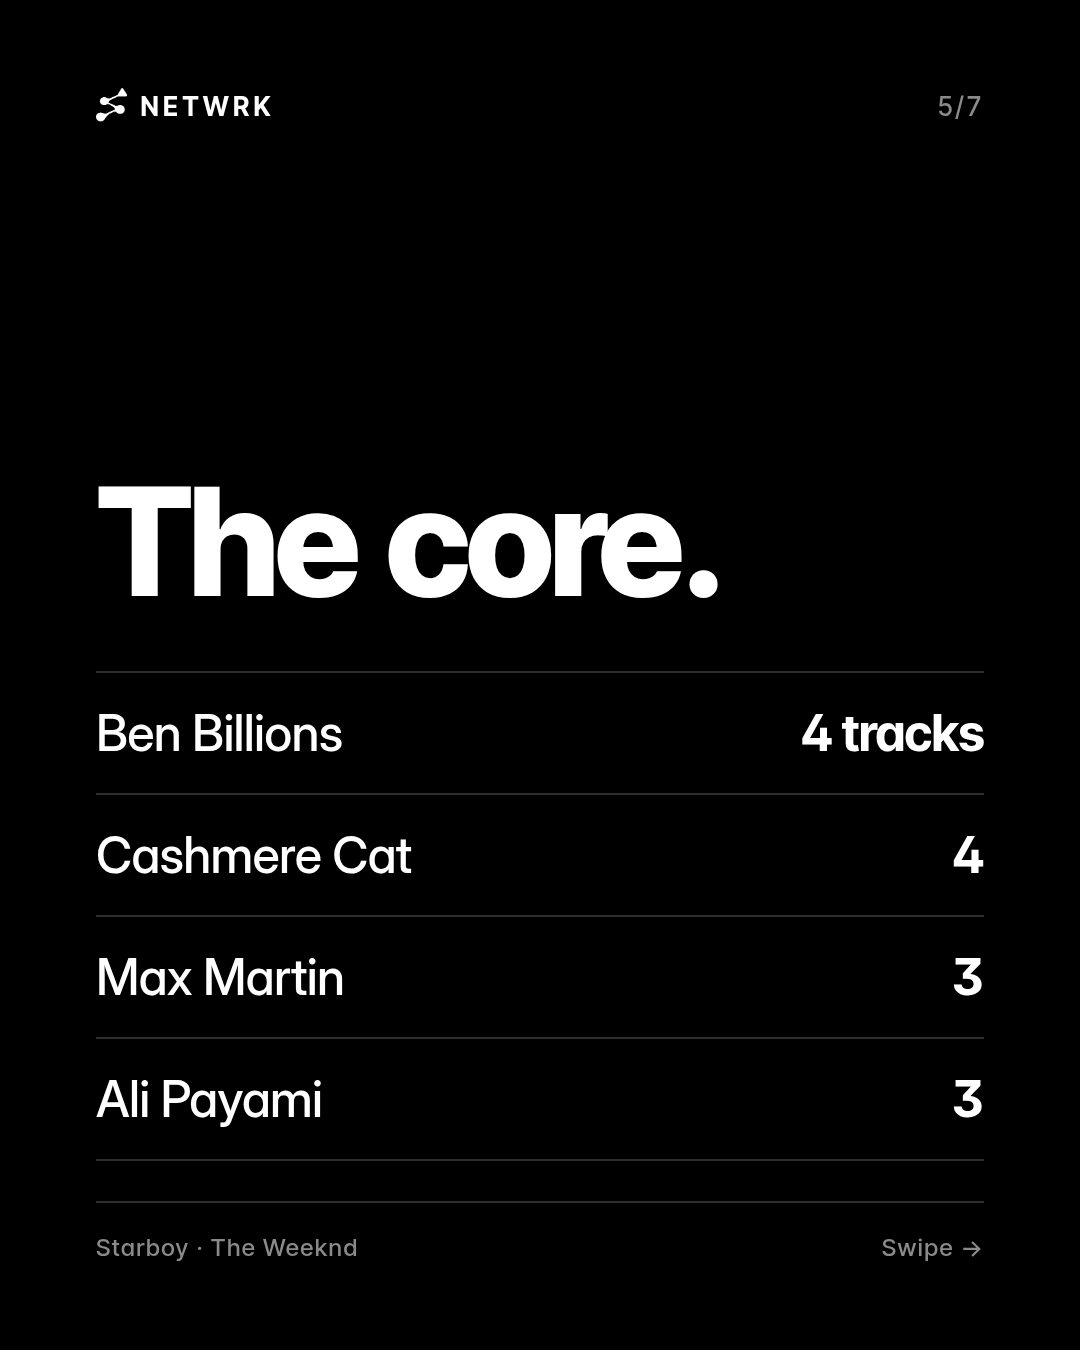 NETWRK 5/7
The core.
Ben Billions 4 tracks
Cashmere Cat 4
Max Martin 3
Ali Payami 3
Starboy · The Weeknd Swipe →